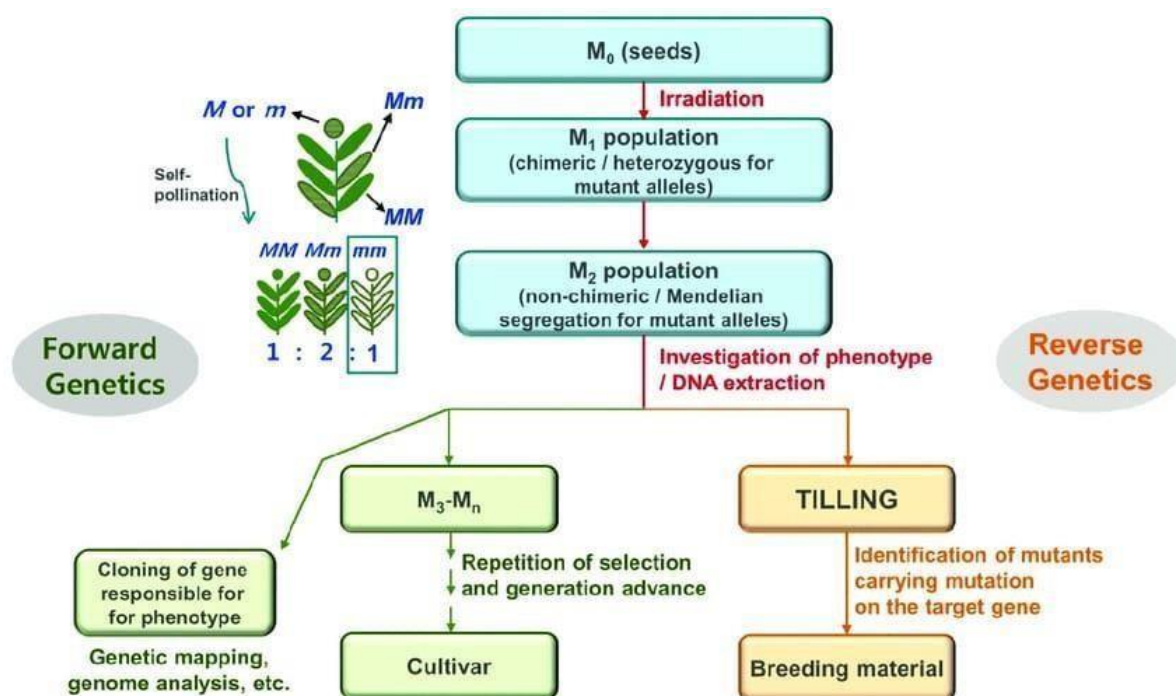 M₀ (seeds)
Irradiation
M₁ population
(chimeric / heterozygous for
mutant alleles)
M or m
Mm
Self-
pollination
MM
MM Mm mm
1 : 2 : 1
M₂ population
(non-chimeric / Mendelian
segregation for mutant alleles)
Forward
Genetics
Investigation of phenotype
/ DNA extraction
Reverse
Genetics
M₃-Mₙ
TILLING
Cloning of gene
responsible for
for phenotype
Genetic mapping,
genome analysis, etc.
Repetition of selection
and generation advance
Cultivar
Identification of mutants
carrying mutation
on the target gene
Breeding material